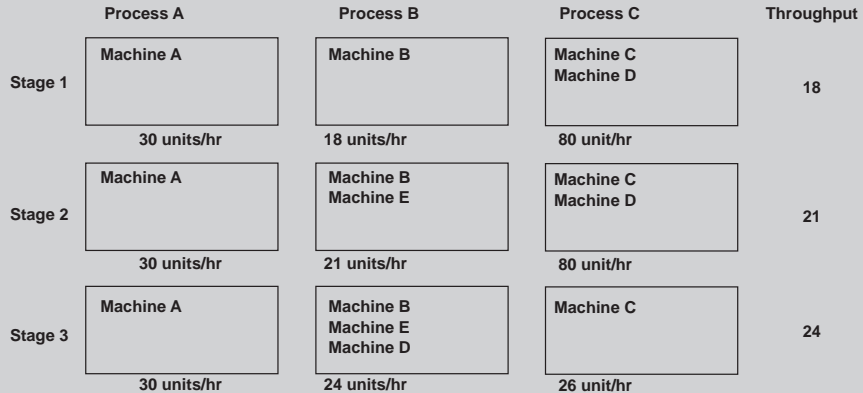 Process A Process B Process C Throughput
Stage 1
Machine A
Machine B
Machine C
Machine D
18
30 units/hr 18 units/hr 80 unit/hr
Stage 2
Machine A
Machine B
Machine E
Machine C
Machine D
21
30 units/hr 21 units/hr 80 unit/hr
Stage 3
Machine A
Machine B
Machine E
Machine D
Machine C
24
30 units/hr 24 units/hr 26 unit/hr